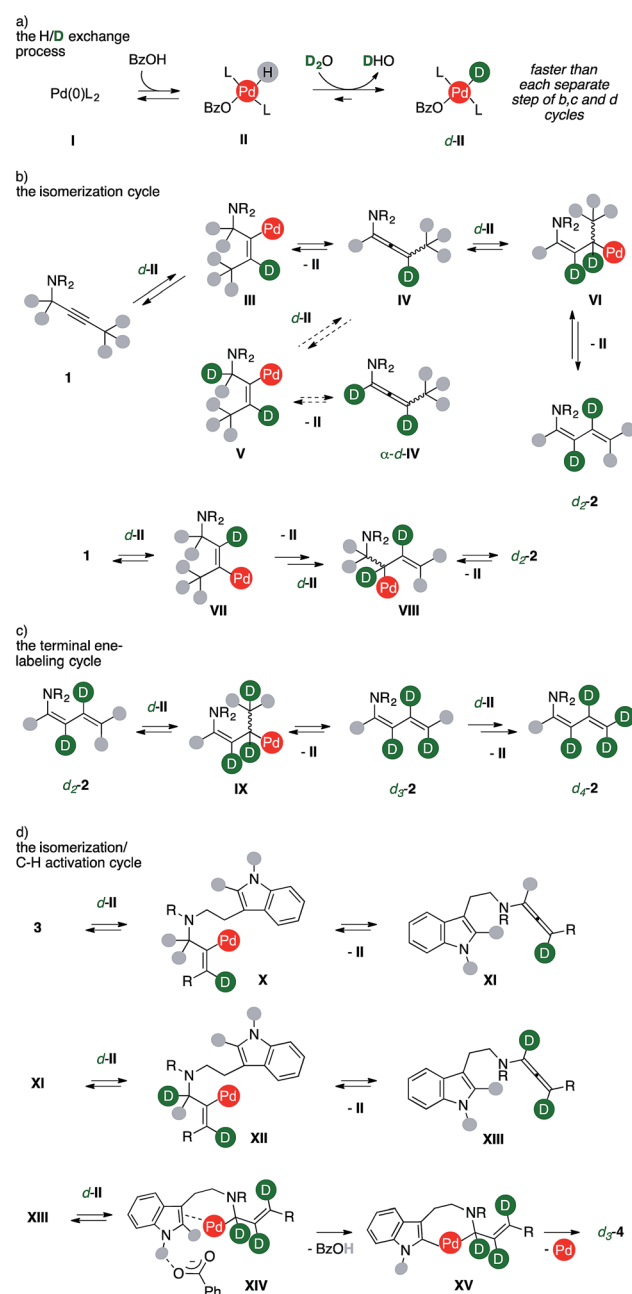 a)
the H/D exchange
process
BzOH
D2O
DHO
Pd(0)L2
L
H
Pd
BzO
L
L
D
Pd
BzO
L
faster than
each separate
step of b,c and d
cycles
I
II
d-II
b)
the isomerization cycle
NR2
d-II
NR2
Pd
D
III
- II
NR2
D
IV
d-II
NR2
D
D
Pd
VI
1
d-II
- II
D
NR2
Pd
D
V
- II
NR2
D
D
α-d-IV
NR2
D
D
d2-2
1
d-II
NR2
D
Pd
VII
- II
d-II
NR2
D
D
Pd
VIII
- II
d2-2
c)
the terminal ene-
labeling cycle
NR2
D
D
d2-2
d-II
D
NR2
Pd
D
D
IX
- II
NR2
D
D
D
d3-2
d-II
- II
NR2
D
D
D
D
d4-2
d)
the isomerization/
C-H activation cycle
3
d-II
N
R
N
Pd
R
D
X
- II
N
R
R
D
N
XI
XI
d-II
N
R
N
D
Pd
R
D
XII
- II
D
N
R
R
D
N
XIII
XIII
d-II
NR
D
R
Pd
D
D
N
O
O
Ph
XIV
- BzOH
NR
D
R
Pd
D
D
N
XV
- Pd
d3-4